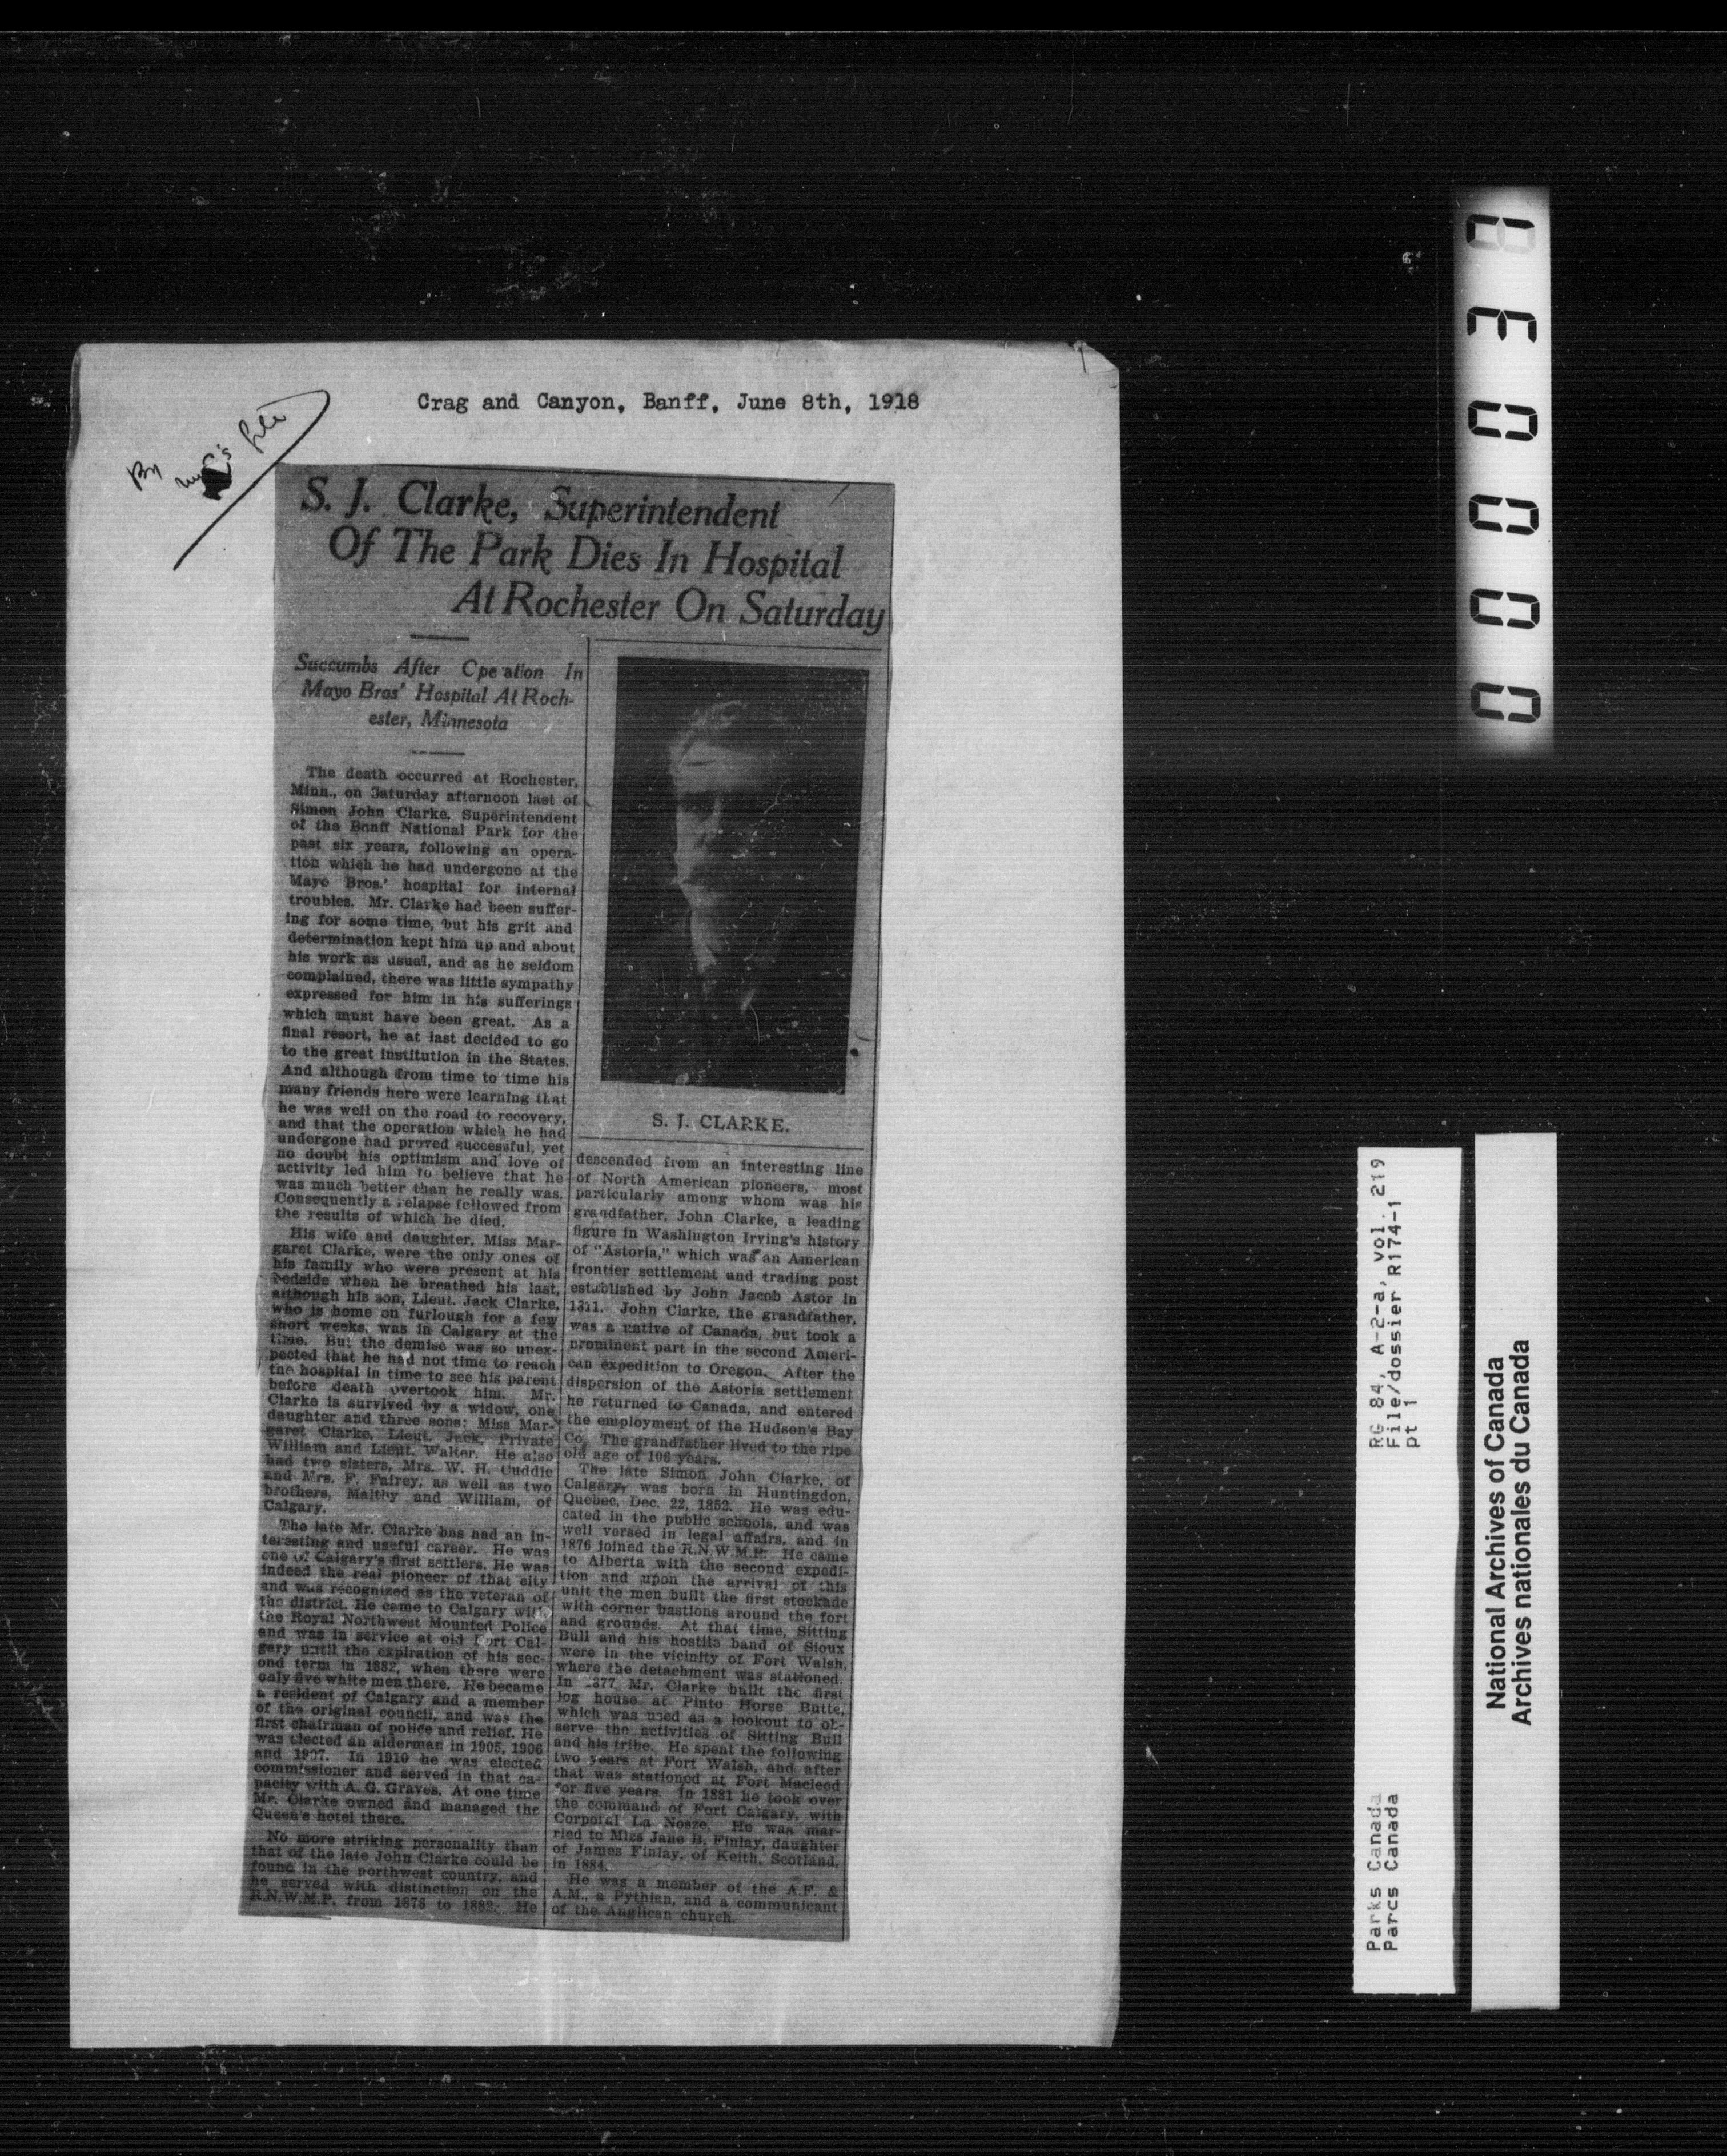 Crag and Canyon, Banff, June 8th, 1918
By
file
S. J. Clarke, Superintendent
Of The Park Dies In Hospital
At Rochester On Saturday
Succumbs After Cpe ation In
Mayo Bros' Hospital At Roch-
ester, Minnesota
The death occurred at Rochester,
Minn., on Saturday afternoon last of
Simon John Clarke, Superintendent
of the Banff National Park for the
past six years, following an opera-
tion which he had undergone at the
Mayo Bros.' hospital for internal
troubles. Mr. Clarke had been suffer-
ing for some time, but his grit and
determination kept him up and about
his work as usual, and as he seldom
complained, there was little sympathy
expressed for him in his sufferings
which must have been great. As a
final resort, he at last decided to go
to the great institution in the States.
And although from time to time his
many friends here were learning that
he was well on the road to recovery,
and that the operation which he had
undergone had proved successful, yet
no doubt his optimism and love of
activity led him to believe that he
was much better than he really was.
Consequently a relapse followed from
the results of which he died.
His wife and daughter, Miss Mar-
garet Clarke, were the only ones of
his family who were present at his
bedside when he breathed his last,
although his son, Lieut. Jack Clarke,
who is home on furlough for a few
short weeks, was in Calgary at the
time. But the demise was so unex-
pected that he had not time to reach
the hospital in time to see his parent
before death overtook him. Mr.
Clarke is survived by a widow, one
daughter and three sons: Miss Mar-
garet Clarke, Lieut. Jack, Private
William and Lieut. Walter. He also
had two sisters, Mrs. W. H. Cuddie
and Mrs. F. Fairey, as well as two
brothers, Malthy and William, of
Calgary.
The late Mr. Clarke has had an in-
teresting and useful career. He was
one of Calgary's first settlers. He was
indeed the real pioneer of that city
and was recognized as the veteran of
the district. He came to Calgary with
the Royal Northwest Mounted Police
and was in service at old Fort Cal-
gary until the expiration of his sec-
ond term in 1882, when there were
only five white men there. He became
a resident of Calgary and a member
of the original council, and was the
first chairman of police and relief. He
was elected an alderman in 1905, 1906
and 1907. In 1910 he was elected
commissioner and served in that ca-
pacity with A. G. Graves. At one time
Mr. Clarke owned and managed the
Queen's hotel there.
No more striking personality than
that of the late John Clarke could be
found in the northwest country, and
he served with distinction on the
R.N.W.M.P. from 1876 to 1882. He
S. J. CLARKE.
descended from an interesting line
of North American pioneers, most
particularly among whom was his
grandfather, John Clarke, a leading
figure in Washington Irving's history
of "Astoria," which was an American
frontier settlement and trading post
established by John Jacob Astor in
1811. John Clarke, the grandfather,
was a native of Canada, but took a
prominent part in the second Ameri-
can expedition to Oregon. After the
dispersion of the Astoria settlement
he returned to Canada, and entered
the employment of the Hudson's Bay
Co. The grandfather lived to the ripe
old age of 106 years.
The late Simon John Clarke, of
Calgary, was born in Huntingdon,
Quebec, Dec. 22, 1852. He was edu-
cated in the public schools, and was
well versed in legal affairs, and in
1876 joined the R.N.W.M.P. He came
to Alberta with the second expedi-
tion and upon the arrival of this
unit the men built the first stockade
with corner bastions around the fort
and grounds. At that time, Sitting
Bull and his hostile band of Sioux
were in the vicinity of Fort Walsh,
where the detachment was stationed.
In 1877 Mr. Clarke built the first
log house at Pinto Horse Butte,
which was used as a lookout to ob-
serve the activities of Sitting Bull
and his tribe. He spent the following
two years at Fort Walsh, and after
that was stationed at Fort Macleod
for five years. In 1881 he took over
the command of Fort Calgary, with
Corporal La Nosze. He was mar-
ried to Miss Jane B. Finlay, daughter
of James Finlay, of Keith, Scotland,
in 1884.
He was a member of the A.F. &
A.M., a Pythian, and a communicant
of the Anglican church.
000038
Parks Canada RG 84, A-2-a, vol. 219
Parcs Canada File/dossier R174-1
pt 1
National Archives of Canada
Archives nationales du Canada